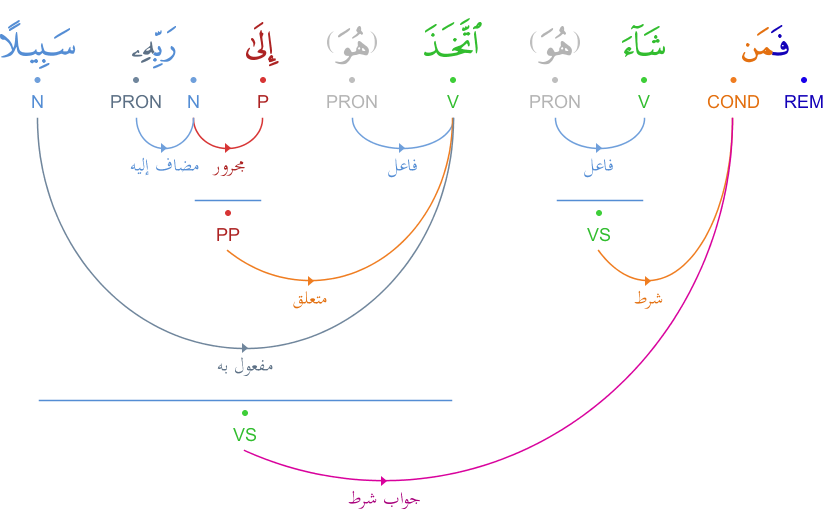 فَمَن شَآءَ (هُوَ) ٱتَّخَذَ (هُوَ) إِلَىٰ رَبِّهِۦ سَبِيلًا
REM COND V PRON V PRON P N PRON N
فاعل فاعل مجرور مضاف إليه
PP VS
شرط متعلق
مفعول به
VS
جواب شرط